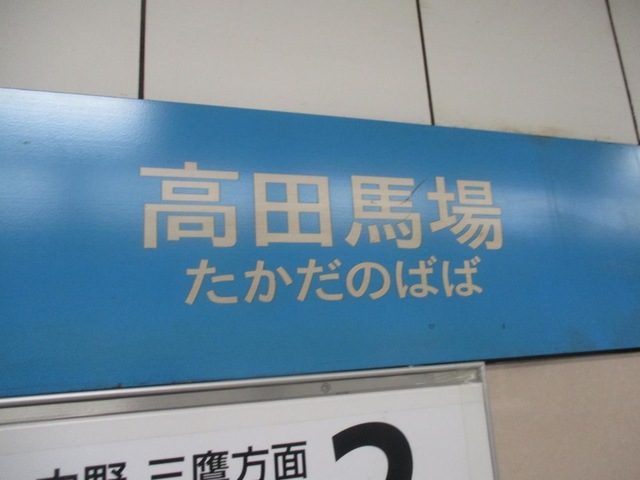 高田馬場
たかだのばば
中野 三鷹方面 2